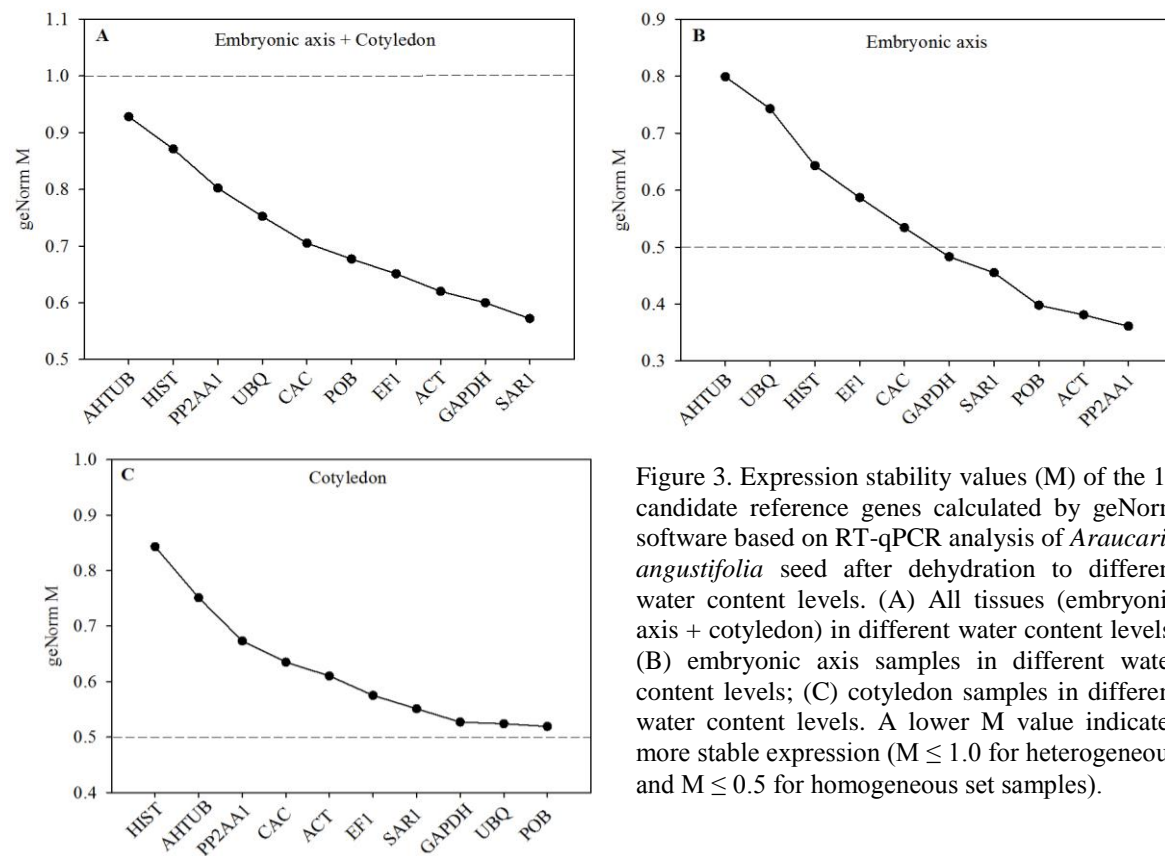 1.1
A
Embryonic axis + Cotyledon
1.0
0.9
0.8
0.7
0.6
0.5
geNorm M
AHTUB
HIST
PP2AA1
UBQ
CAC
POB
EF1
ACT
GAPDH
SAR1
0.9
B
Embryonic axis
0.8
0.7
0.6
0.5
0.4
0.3
geNorm M
AHTUB
UBQ
HIST
EF1
CAC
GAPDH
SAR1
POB
ACT
PP2AA1
1.0
C
Cotyledon
0.9
0.8
0.7
0.6
0.5
0.4
geNorm M
HIST
AHTUB
PP2AA1
CAC
ACT
EF1
SAR1
GAPDH
UBQ
POB
Figure 3. Expression stability values (M) of the 1
candidate reference genes calculated by geNorm
software based on RT-qPCR analysis of Araucari
angustifolia seed after dehydration to differen
water content levels. (A) All tissues (embryoni
axis + cotyledon) in different water content levels
(B) embryonic axis samples in different wate
content levels; (C) cotyledon samples in differen
water content levels. A lower M value indicate
more stable expression (M ≤ 1.0 for heterogeneou
and M ≤ 0.5 for homogeneous set samples).